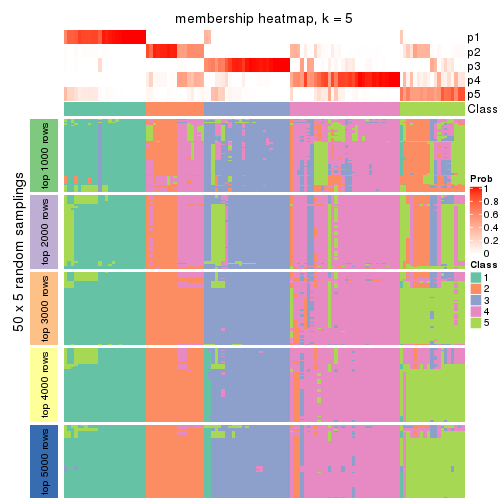 membership heatmap, k = 5
p1
p2
p3
p4
p5
Class
50 x 5 random samplings
top 1000 rows
top 2000 rows
top 3000 rows
top 4000 rows
top 5000 rows
Prob
1
0.8
0.6
0.4
0.2
0
Class
1
2
3
4
5